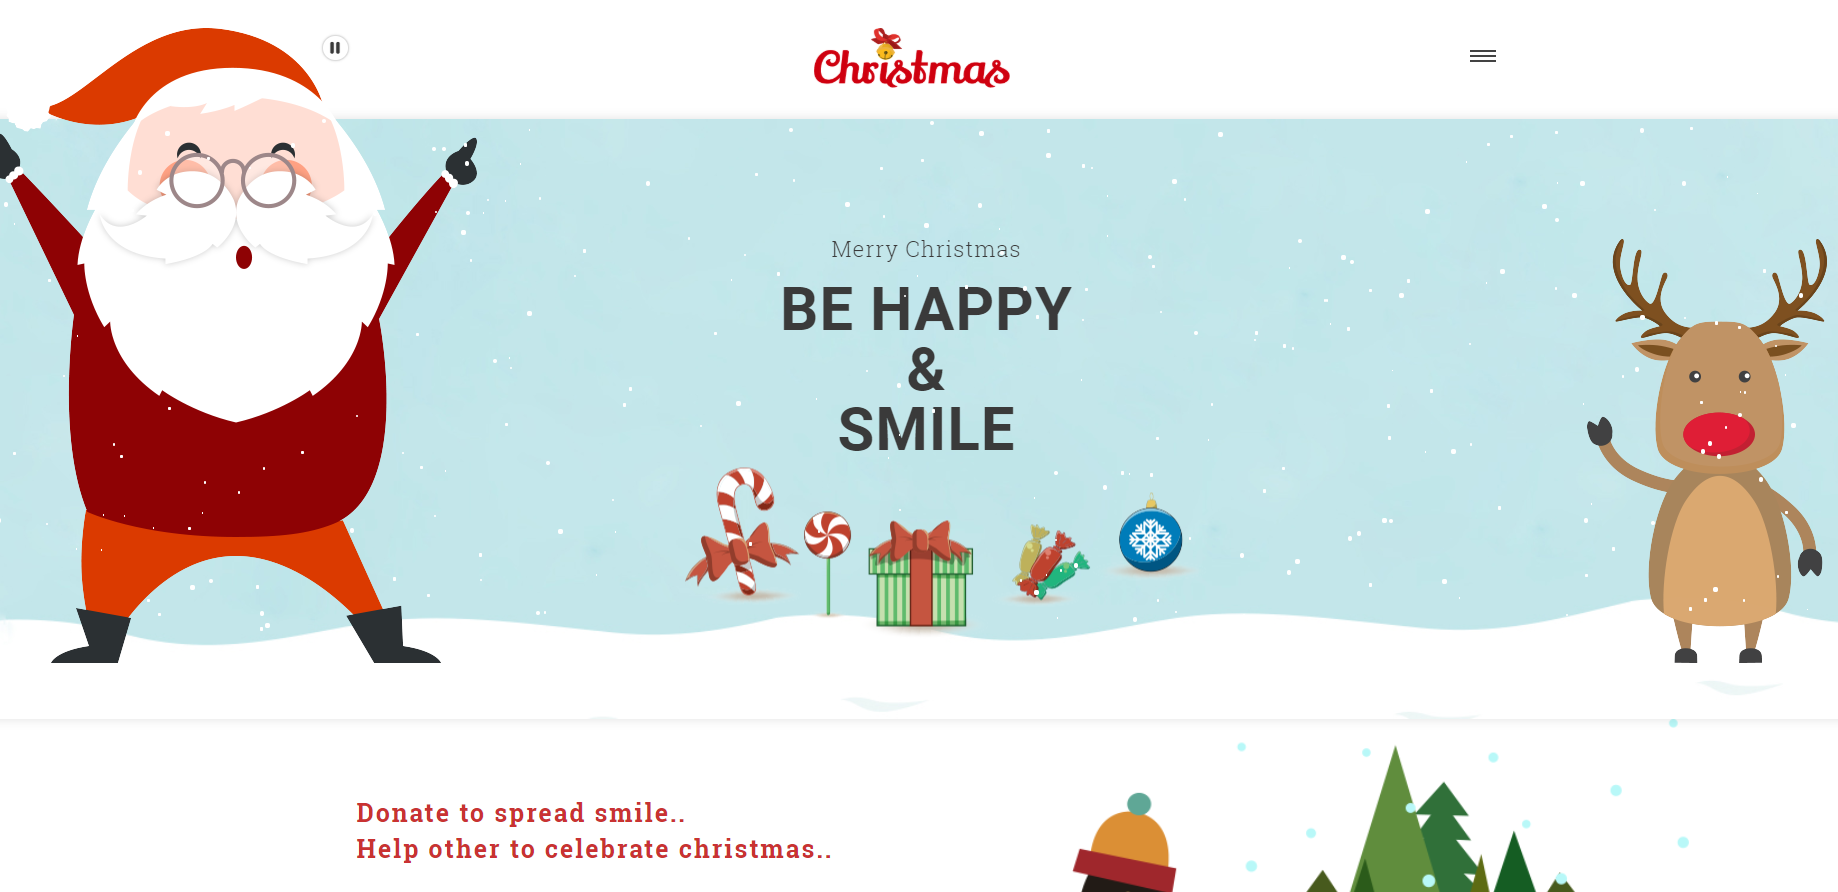 Christmas
Merry Christmas
BE HAPPY
&
SMILE
Donate to spread smile..
Help other to celebrate christmas..